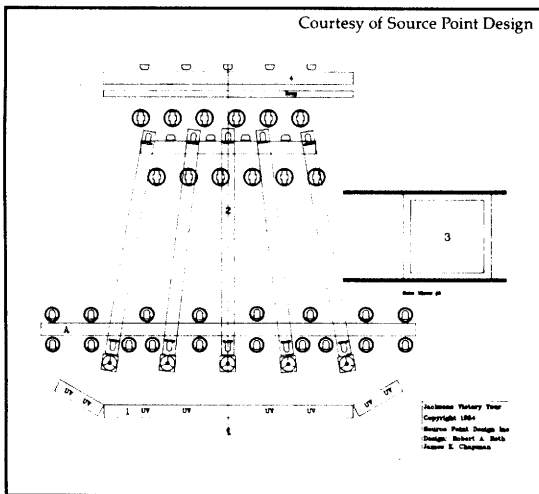 Courtesy of Source Point Design
4
2
3
A
UV UV 1 UV UV UV UV UV UV
Jacksons Victory Tour
Copyright 1984
Source Point Design Inc
Design: Robert A. Roth
James E. Chapman